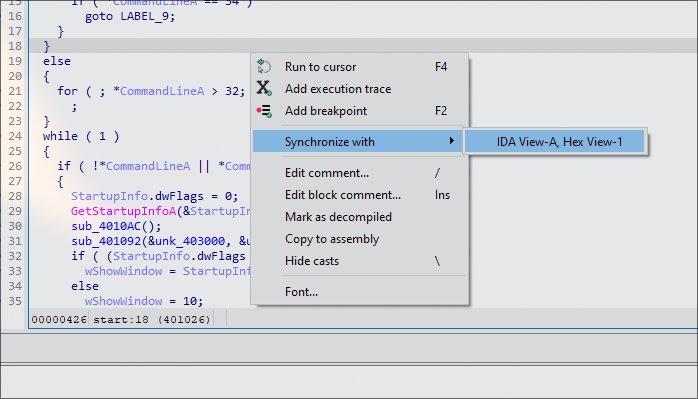 15 if ( *CommandLineA == 34 )
16 goto LABEL_9;
17 }
18 }
19 else
20 {
21 for ( ; *CommandLineA > 32;
22 ;
23 }
24 while ( 1 )
25 {
26 if ( !*CommandLineA || *Comm
27 {
28 StartupInfo.dwFlags = 0;
29 GetStartupInfoA(&StartupIn
30 sub_4010AC();
31 sub_401092(&unk_403000, &u
32 if ( (StartupInfo.dwFlags
33 wShowWindow = StartupInf
34 else
35 wShowWindow = 10;
Run to cursor F4
Add execution trace
Add breakpoint F2
Synchronize with
IDA View-A, Hex View-1
Edit comment... /
Edit block comment... Ins
Mark as decompiled
Copy to assembly
Hide casts \
Font...
00000426 start:18 (401026)